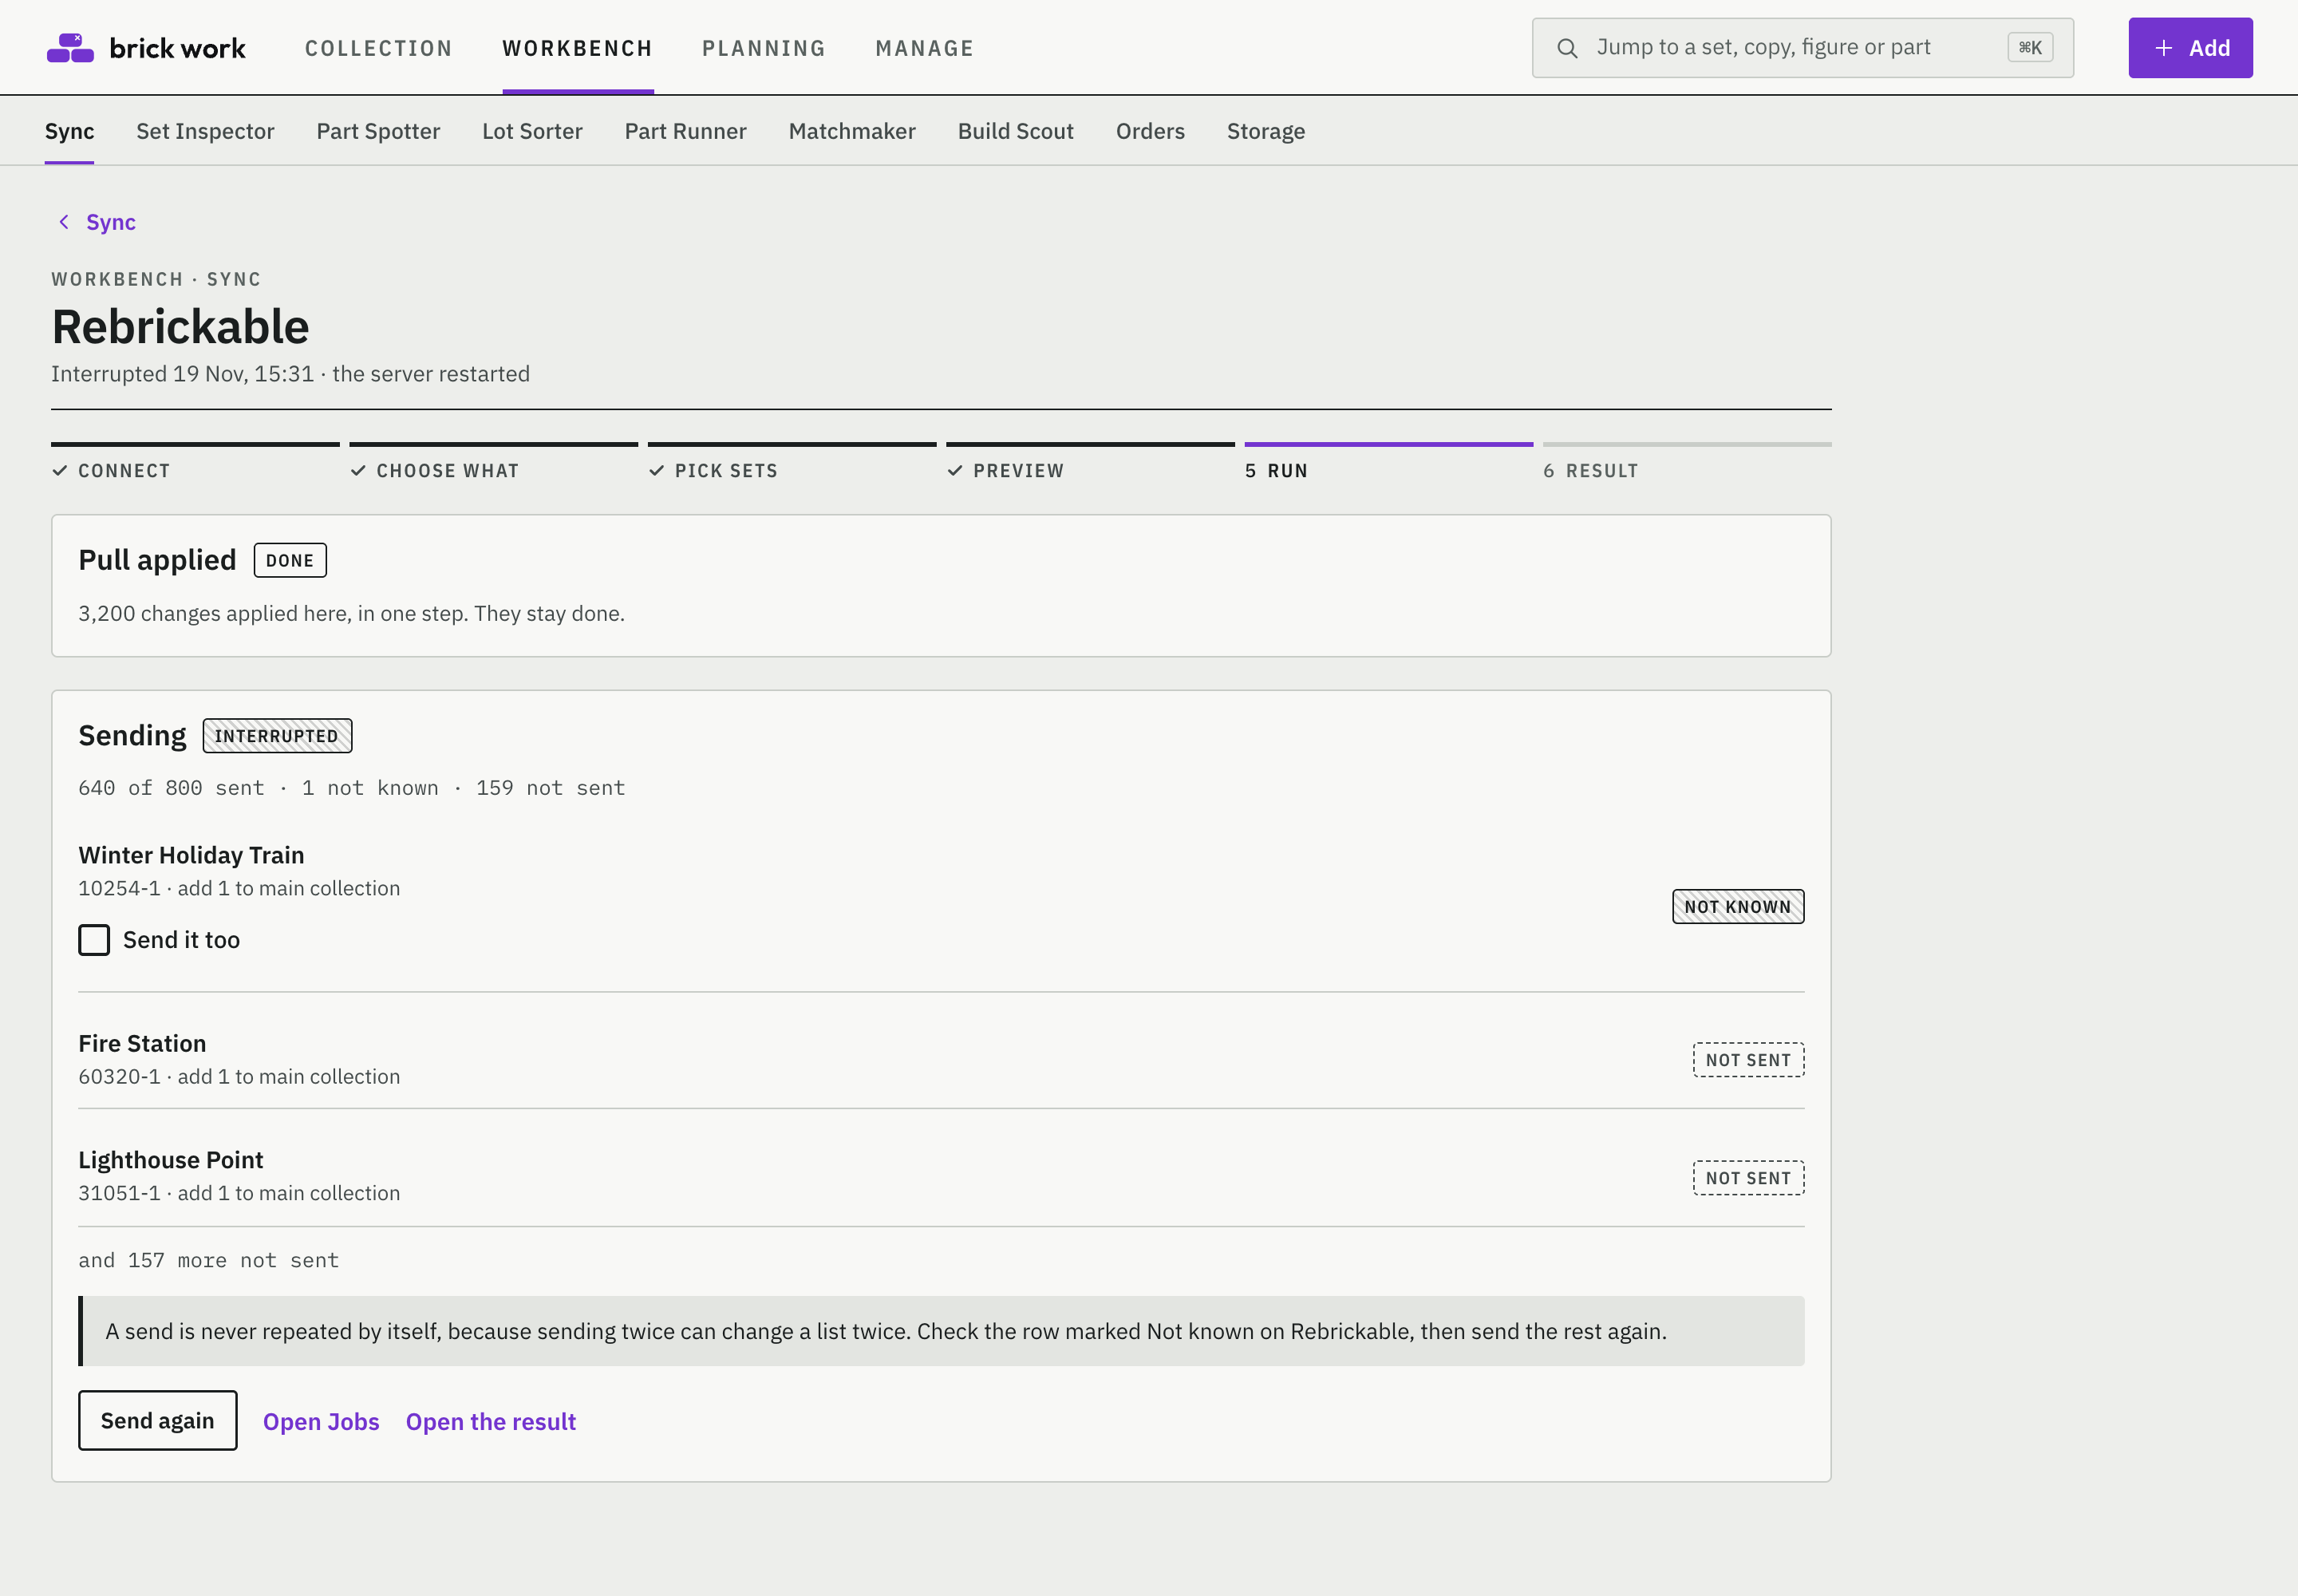 brick work
COLLECTION WORKBENCH PLANNING MANAGE
Jump to a set, copy, figure or part ⌘K
Add
Sync Set Inspector Part Spotter Lot Sorter Part Runner Matchmaker Build Scout Orders Storage
Sync
WORKBENCH · SYNC
Rebrickable
Interrupted 19 Nov, 15:31 · the server restarted
CONNECT CHOOSE WHAT PICK SETS PREVIEW 5 RUN 6 RESULT
Pull applied DONE
3,200 changes applied here, in one step. They stay done.
Sending INTERRUPTED
640 of 800 sent · 1 not known · 159 not sent
Winter Holiday Train
10254-1 · add 1 to main collection
NOT KNOWN
Send it too
Fire Station
60320-1 · add 1 to main collection
NOT SENT
Lighthouse Point
31051-1 · add 1 to main collection
NOT SENT
and 157 more not sent
A send is never repeated by itself, because sending twice can change a list twice. Check the row marked Not known on Rebrickable, then send the rest again.
Send again Open Jobs Open the result